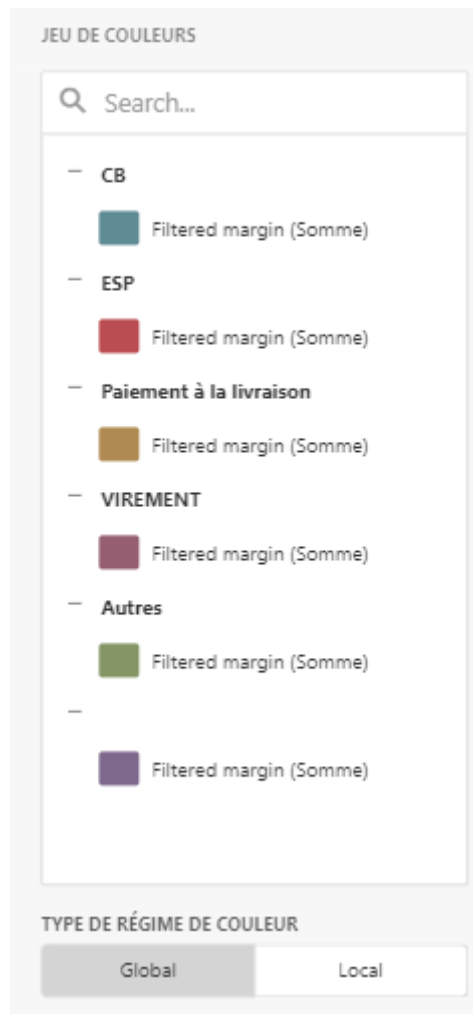 JEU DE COULEURS
Search...
CB
Filtered margin (Somme)
ESP
Filtered margin (Somme)
Paiement à la livraison
Filtered margin (Somme)
VIREMENT
Filtered margin (Somme)
Autres
Filtered margin (Somme)
Filtered margin (Somme)
TYPE DE RÉGIME DE COULEUR
Global Local